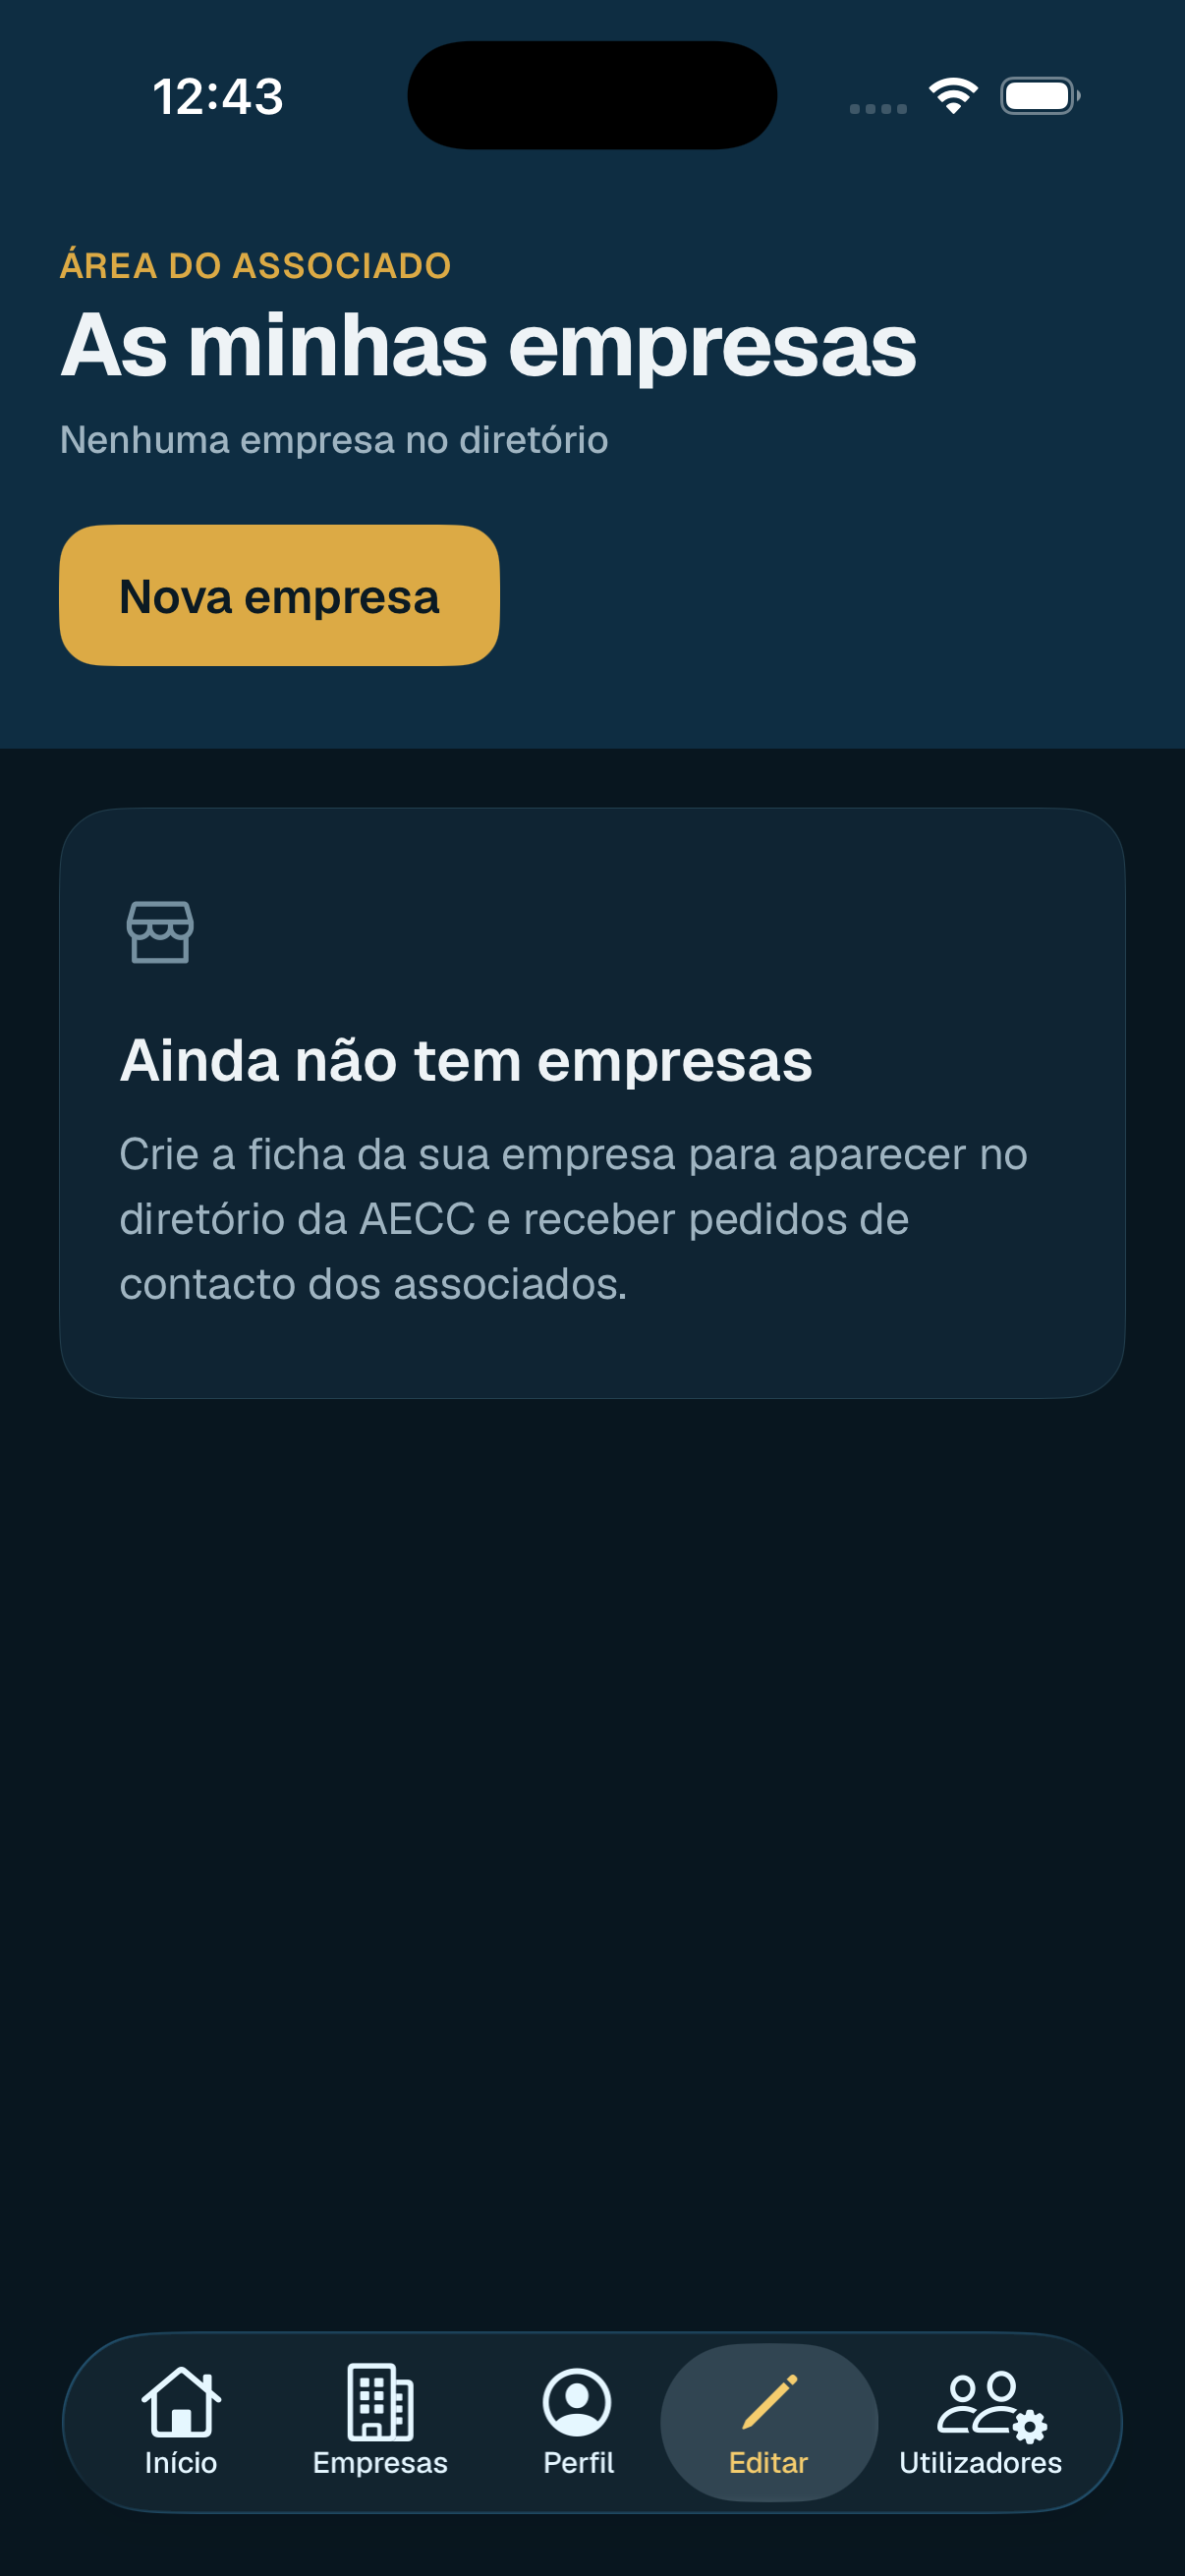 12:43
ÁREA DO ASSOCIADO
As minhas empresas
Nenhuma empresa no diretório
Nova empresa
Ainda não tem empresas
Crie a ficha da sua empresa para aparecer no
diretório da AECC e receber pedidos de
contacto dos associados.
Início
Empresas
Perfil
Editar
Utilizadores